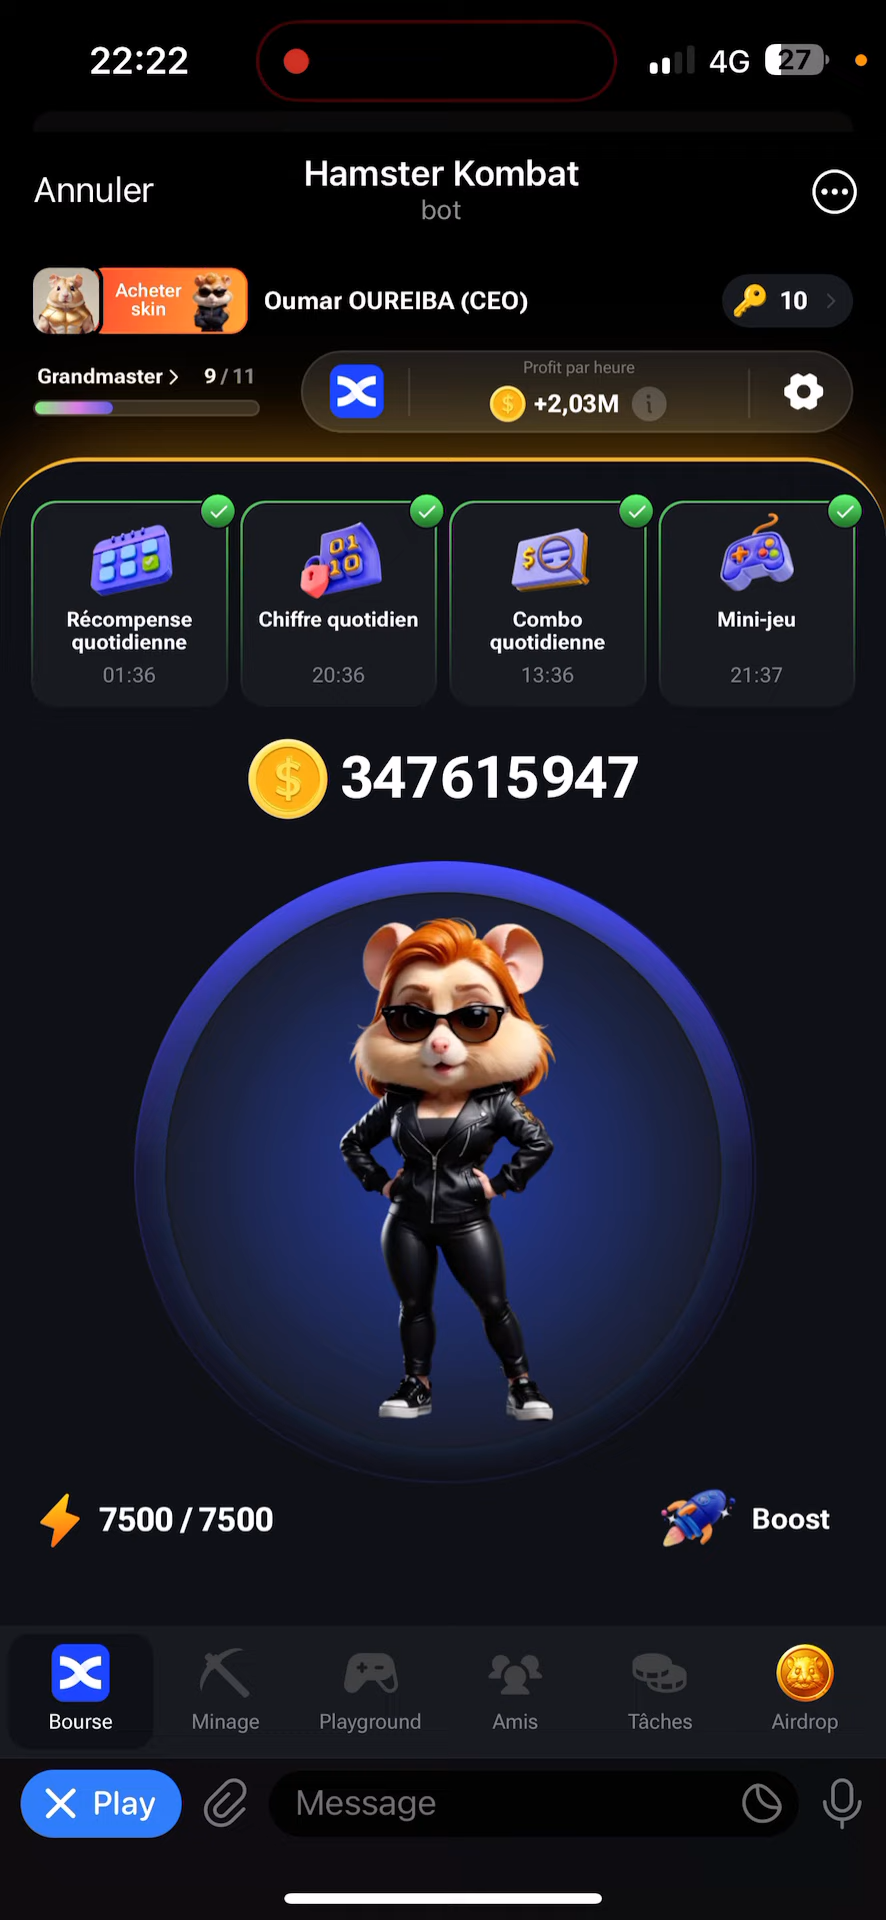 22:22
4G
27
Annuler
Hamster Kombat
bot
Acheter
skin
Oumar OUREIBA (CEO)
10
Grandmaster
9 / 11
Profit par heure
+2,03M
Récompense
quotidienne
01:36
Chiffre quotidien
20:36
Combo
quotidienne
13:36
Mini-jeu
21:37
347615947
7500 / 7500
Boost
Bourse
Minage
Playground
Amis
Tâches
Airdrop
Play
Message